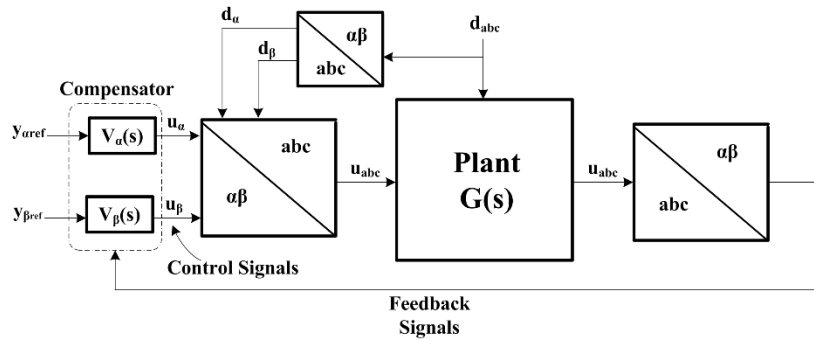 dα
dabc
αβ
dβ
abc
Compensator
yαref
Vα(s)
uα
abc
αβ
uabc
Plant
G(s)
uabc
αβ
abc
yβref
Vβ(s)
uβ
Control Signals
Feedback
Signals